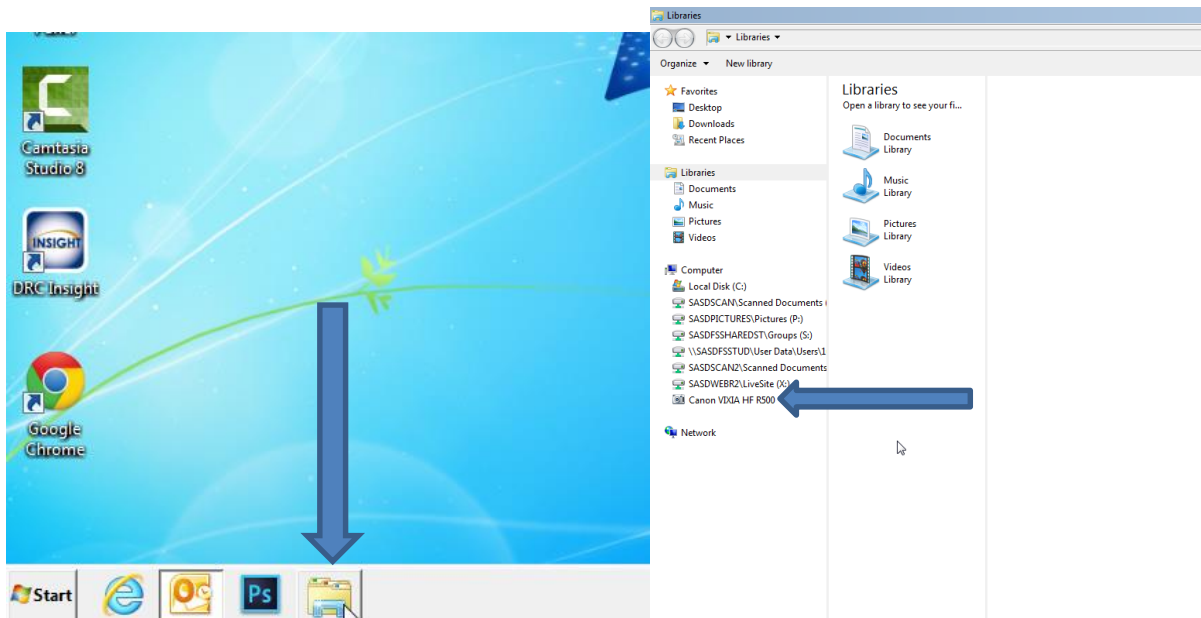 Camtasia
Studio 8
INSIGHT
DRC Insight
Google
Chrome
Start
Ps
Libraries
Libraries
Organize
New library
Favorites
Desktop
Downloads
Recent Places
Libraries
Documents
Music
Pictures
Videos
Computer
Local Disk (C:)
SASDSCAN\Scanned Documents (
SASDPICTURES\Pictures (P:)
SASDFSSHAREDST\Groups (S:)
\\SASDFSSTUD\User Data\Users\1
SASDSCAN2\Scanned Documents
SASDWEBR2\LiveSite (X:)
Canon VIXIA HF R500
Network
Libraries
Open a library to see your fi...
Documents
Library
Music
Library
Pictures
Library
Videos
Library